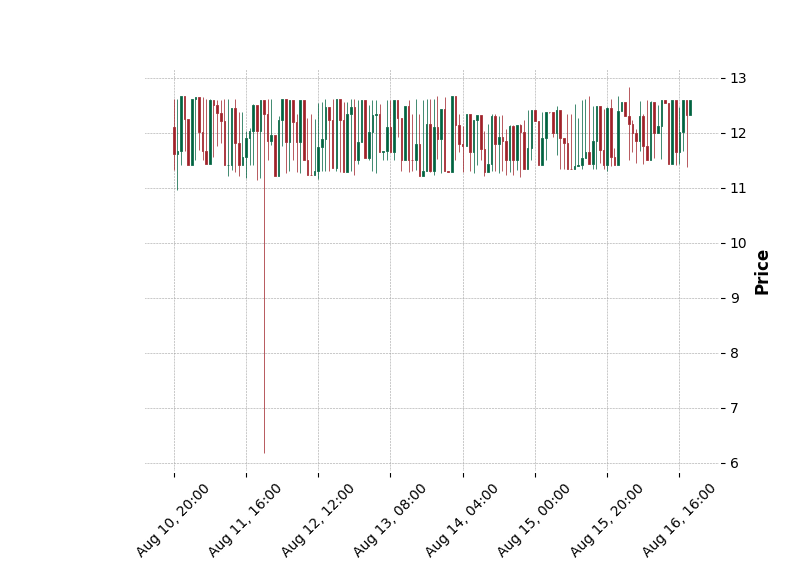 13
12
11
10
9
8
7
6
Price
Aug 10, 20:00
Aug 11, 16:00
Aug 12, 12:00
Aug 13, 08:00
Aug 14, 04:00
Aug 15, 00:00
Aug 15, 20:00
Aug 16, 16:00